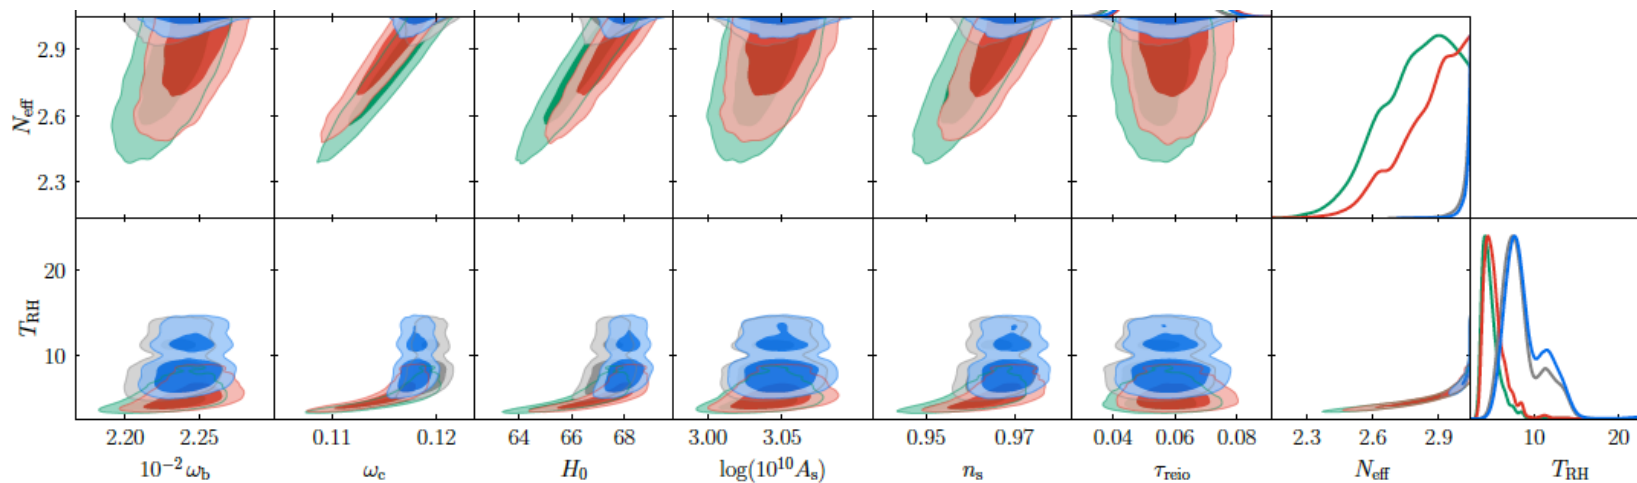 N_eff
2.9
2.6
2.3
T_RH
20
10
2.20 2.25 0.11 0.12 64 66 68 3.00 3.05 0.95 0.97 0.04 0.06 0.08 2.3 2.6 2.9 10 20
10^{-2} ω_b ω_c H_0 log(10^{10} A_s) n_s τ_reio N_eff T_RH